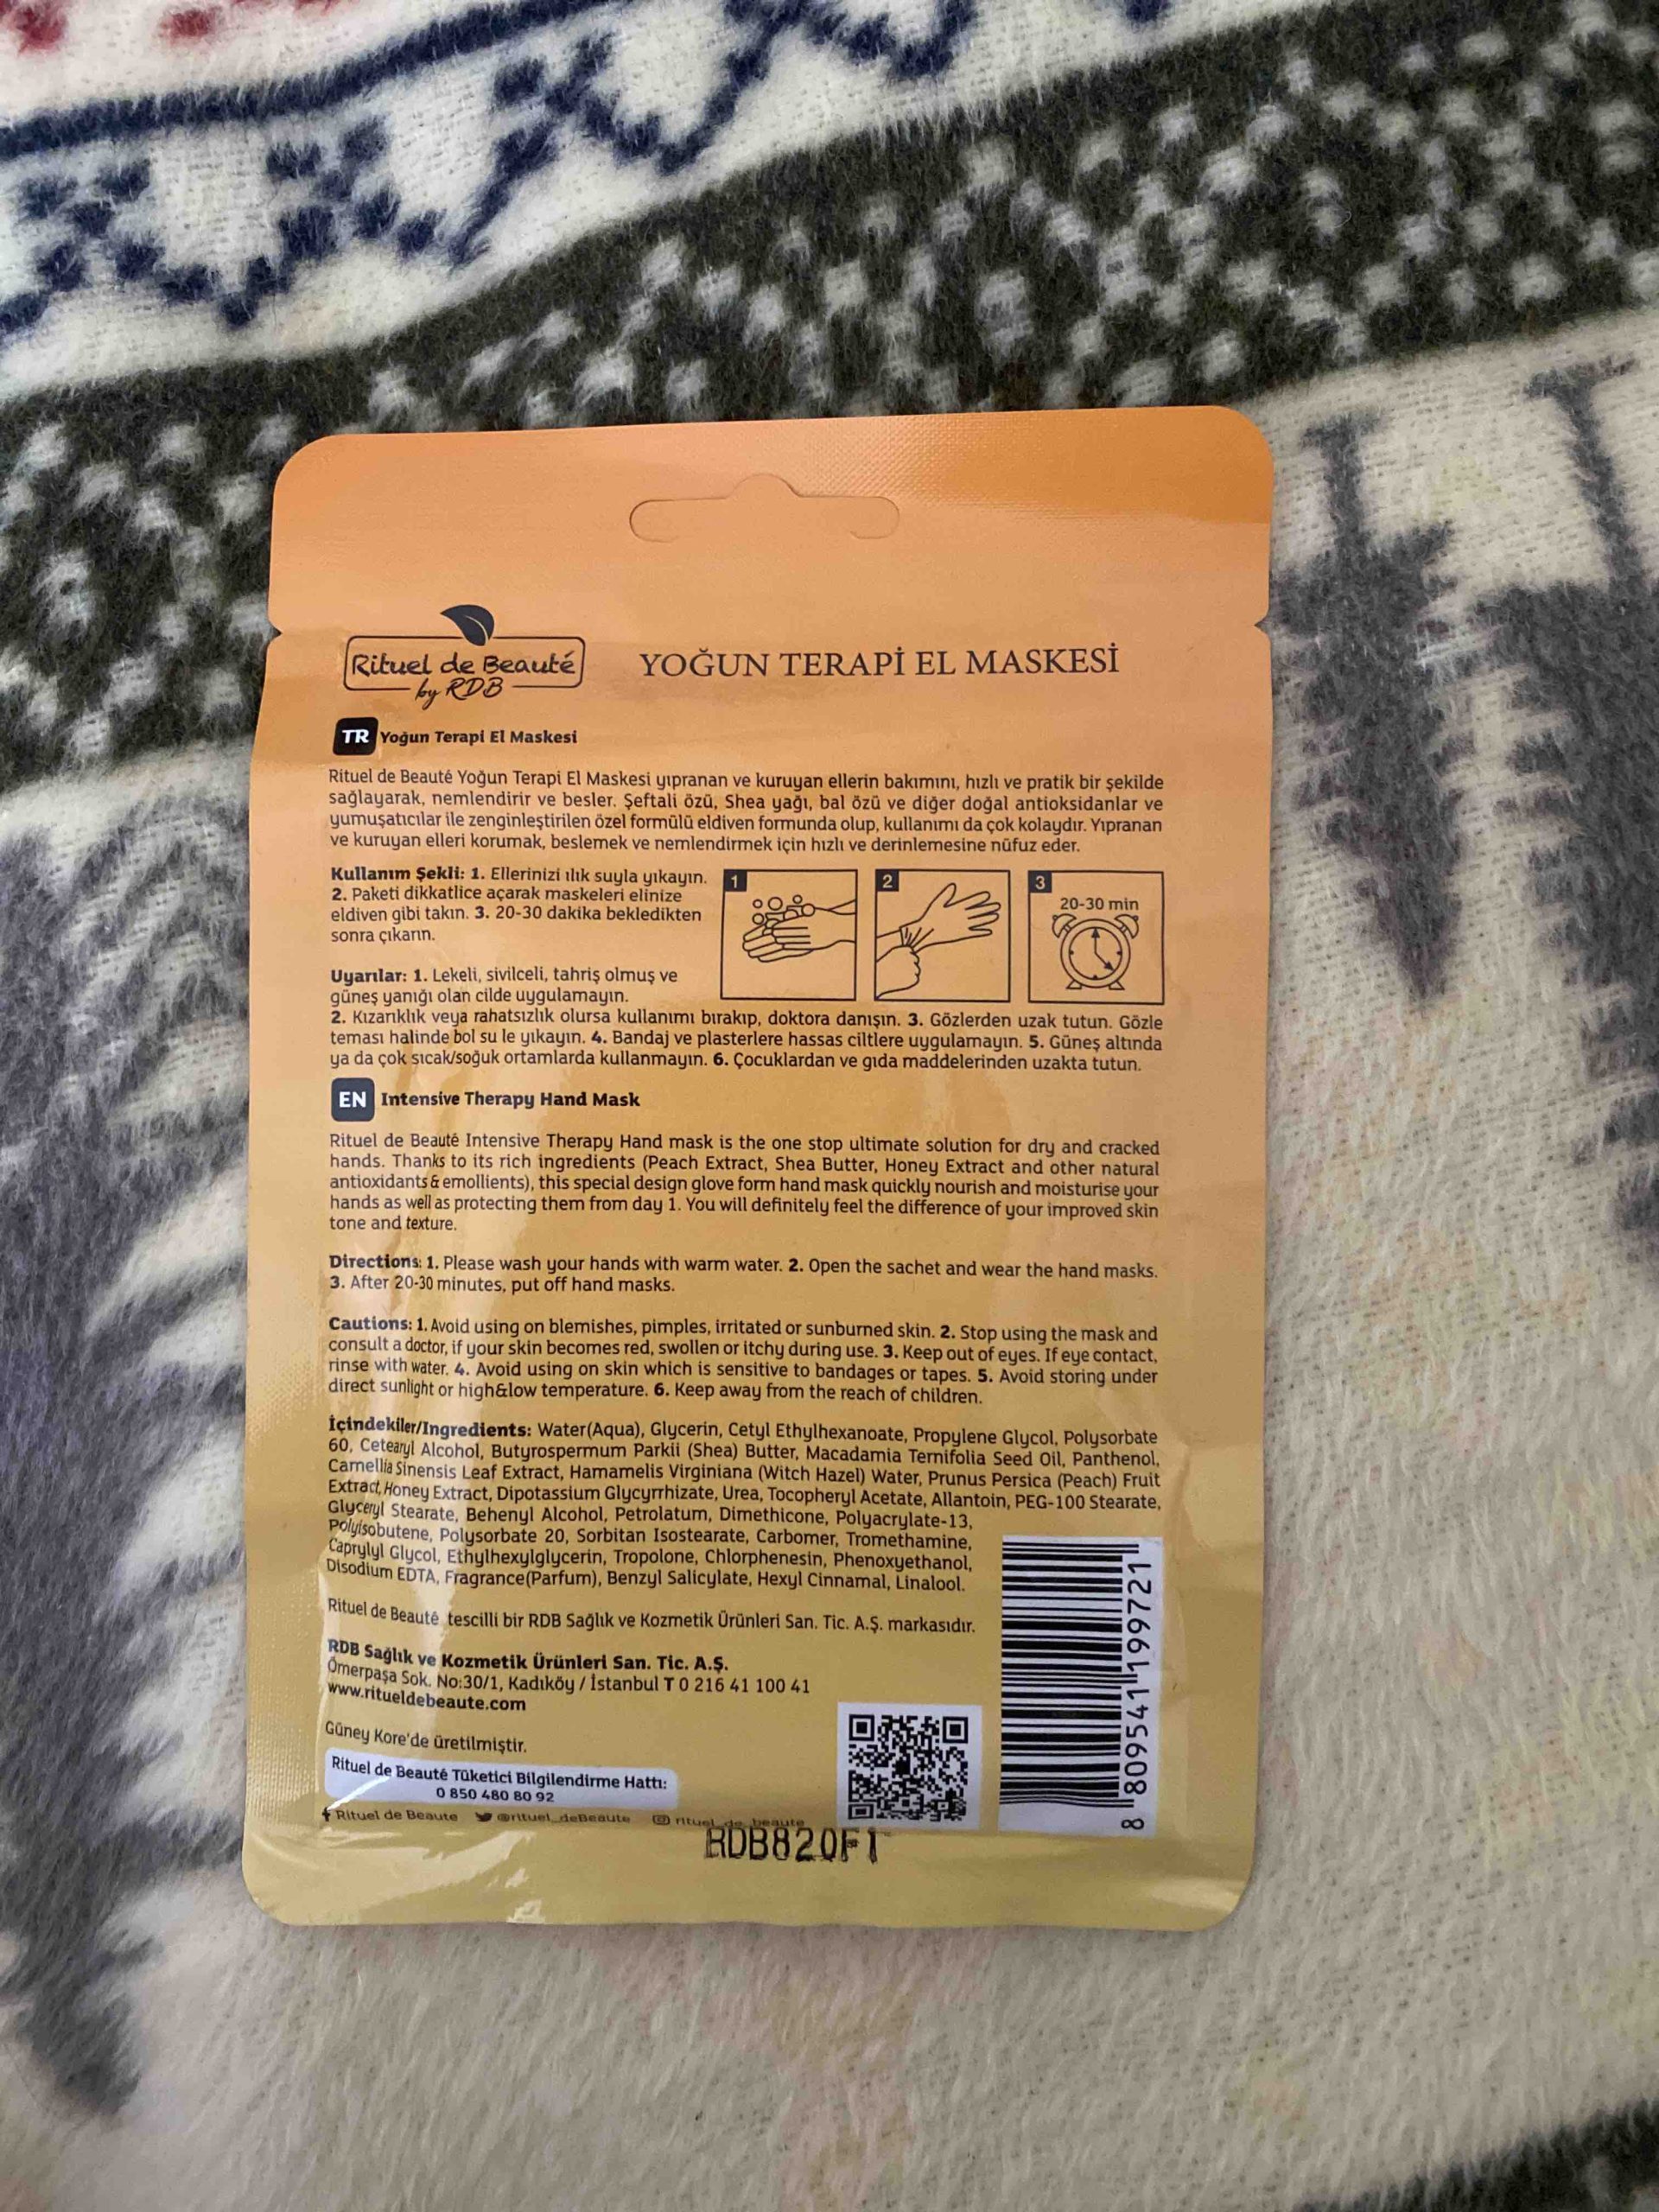 Rituel de Beauté
by RDB
YOĞUN TERAPİ EL MASKESİ
TR Yoğun Terapi El Maskesi
Rituel de Beauté Yoğun Terapi El Maskesi yıpranan ve kuruyan ellerin bakımını, hızlı ve pratik bir şekilde
sağlayarak, nemlendirir ve besler. Şeftali özü, Shea yağı, bal özü ve diğer doğal antioksidanlar ve
yumuşatıcılar ile zenginleştirilen özel formülü eldiven formunda olup, kullanımı da çok kolaydır. Yıpranan
ve kuruyan elleri korumak, beslemek ve nemlendirmek için hızlı ve derinlemesine nüfuz eder.
Kullanım Şekli: 1. Ellerinizi ılık suyla yıkayın.
2. Paketi dikkatlice açarak maskeleri elinize
eldiven gibi takın. 3. 20-30 dakika bekledikten
sonra çıkarın.
1
2
3
20-30 min
Uyarılar: 1. Lekeli, sivilceli, tahriş olmuş ve
güneş yanığı olan cilde uygulamayın.
2. Kızarıklık veya rahatsızlık olursa kullanımı bırakıp, doktora danışın. 3. Gözlerden uzak tutun. Gözle
teması halinde bol su le yıkayın. 4. Bandaj ve plasterlere hassas ciltlere uygulamayın. 5. Güneş altında
ya da çok sıcak/soğuk ortamlarda kullanmayın. 6. Çocuklardan ve gıda maddelerinden uzakta tutun.
EN Intensive Therapy Hand Mask
Rituel de Beauté Intensive Therapy Hand mask is the one stop ultimate solution for dry and cracked
hands. Thanks to its rich ingredients (Peach Extract, Shea Butter, Honey Extract and other natural
antioxidants & emollients), this special design glove form hand mask quickly nourish and moisturise your
hands as well as protecting them from day 1. You will definitely feel the difference of your improved skin
tone and texture.
Directions: 1. Please wash your hands with warm water. 2. Open the sachet and wear the hand masks.
3. After 20-30 minutes, put off hand masks.
Cautions: 1. Avoid using on blemishes, pimples, irritated or sunburned skin. 2. Stop using the mask and
consult a doctor, if your skin becomes red, swollen or itchy during use. 3. Keep out of eyes. If eye contact,
rinse with water. 4. Avoid using on skin which is sensitive to bandages or tapes. 5. Avoid storing under
direct sunlight or high&low temperature. 6. Keep away from the reach of children.
İçindekiler/Ingredients: Water(Aqua), Glycerin, Cetyl Ethylhexanoate, Propylene Glycol, Polysorbate
60, Cetearyl Alcohol, Butyrospermum Parkii (Shea) Butter, Macadamia Ternifolia Seed Oil, Panthenol,
Camellia Sinensis Leaf Extract, Hamamelis Virginiana (Witch Hazel) Water, Prunus Persica (Peach) Fruit
Extract, Honey Extract, Dipotassium Glycyrrhizate, Urea, Tocopheryl Acetate, Allantoin, PEG-100 Stearate,
Glyceryl Stearate, Behenyl Alcohol, Petrolatum, Dimethicone, Polyacrylate-13,
Polyisobutene, Polysorbate 20, Sorbitan Isostearate, Carbomer, Tromethamine,
Caprylyl Glycol, Ethylhexylglycerin, Tropolone, Chlorphenesin, Phenoxyethanol,
Disodium EDTA, Fragrance(Parfum), Benzyl Salicylate, Hexyl Cinnamal, Linalool.
Rituel de Beauté tescilli bir RDB Sağlık ve Kozmetik Ürünleri San. Tic. A.Ş. markasıdır.
RDB Sağlık ve Kozmetik Ürünleri San. Tic. A.Ş.
Ömerpaşa Sok. No:30/1, Kadıköy / İstanbul T 0 216 41 100 41
www.ritueldebeaute.com
Güney Kore'de üretilmiştir.
Rituel de Beauté Tüketici Bilgilendirme Hattı:
0 850 480 80 92
Rituel de Beaute @rituel_deBeaute rituel_de_beaute
RDB820F1
8 809541 199721